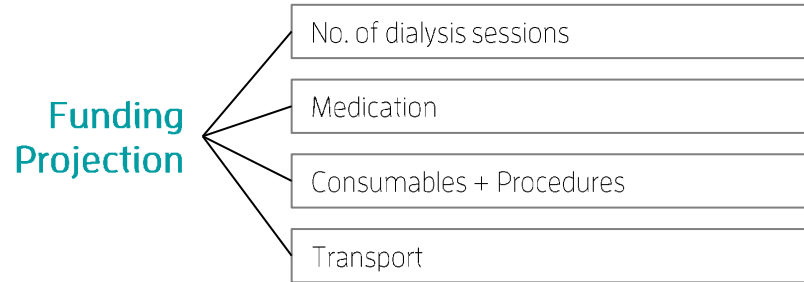 Funding
Projection
No. of dialysis sessions
Medication
Consumables + Procedures
Transport